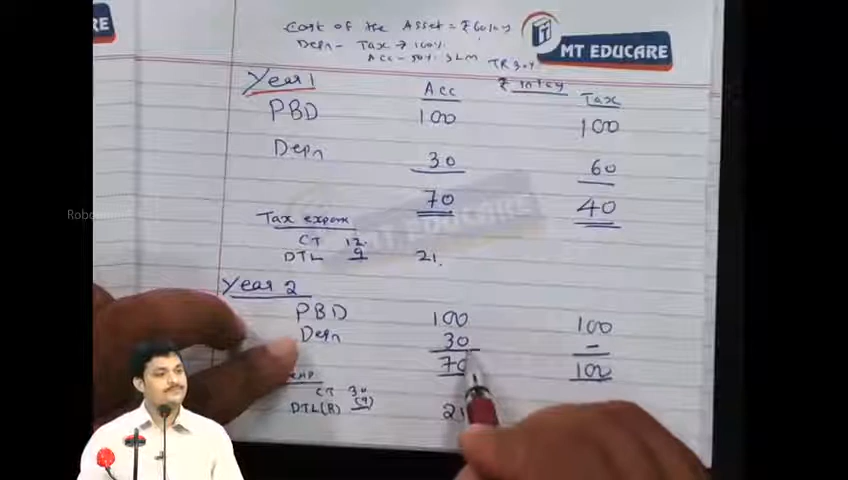 Cost of the Asset = ₹ 60 lacs
Depn - Tax → 100%.
Acc - 50% SLM TR 30%
MT EDUCARE
₹ in lacs
Year 1 Acc Tax
PBD 100 100
Depn 30 60
70 40
Tax expense
CT 12
DTL 9 21.
MT EDUCARE
Year 2
PBD 100 100
Depn 30 –
70 100
CT 30
DTL(R) (9) 21